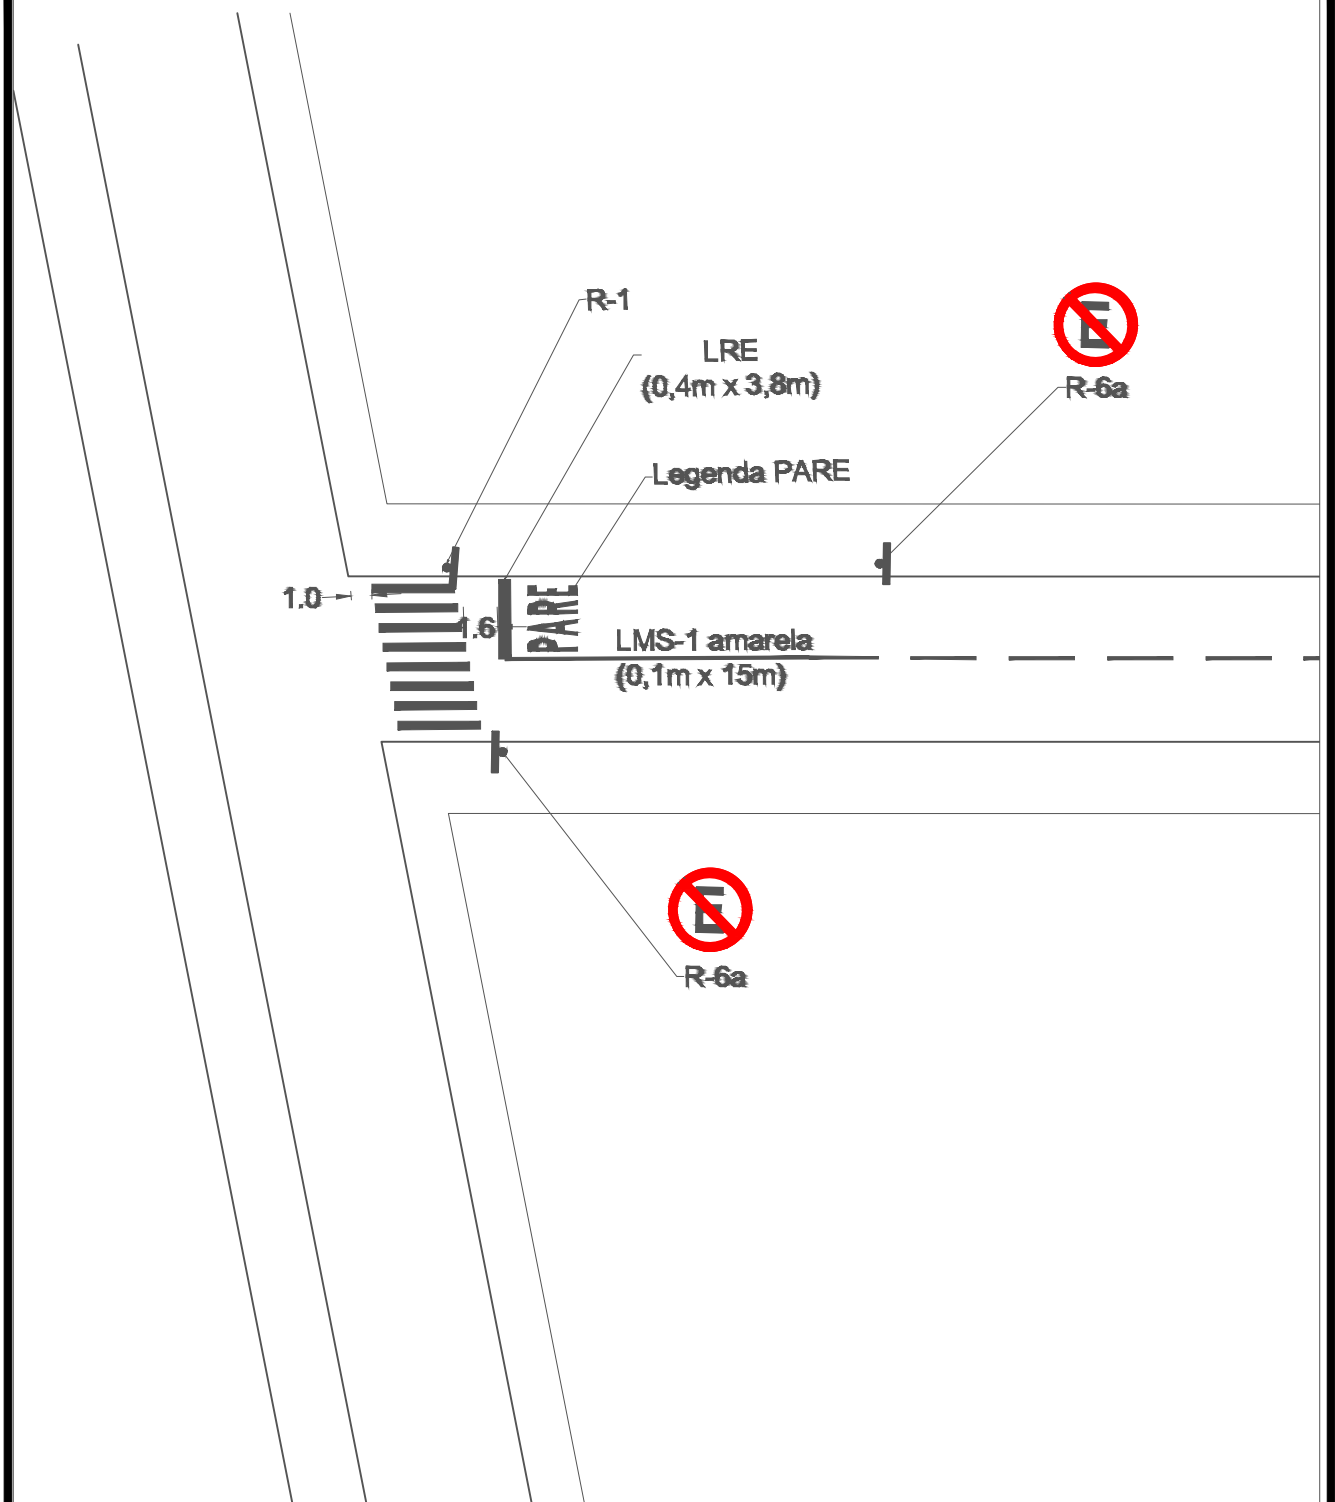 R-1
LRE
(0,4m x 3,8m)
E
R-6a
Legenda PARE
1.0
1.6
PARE
LMS-1 amarela
(0,1m x 15m)
E
R-6a